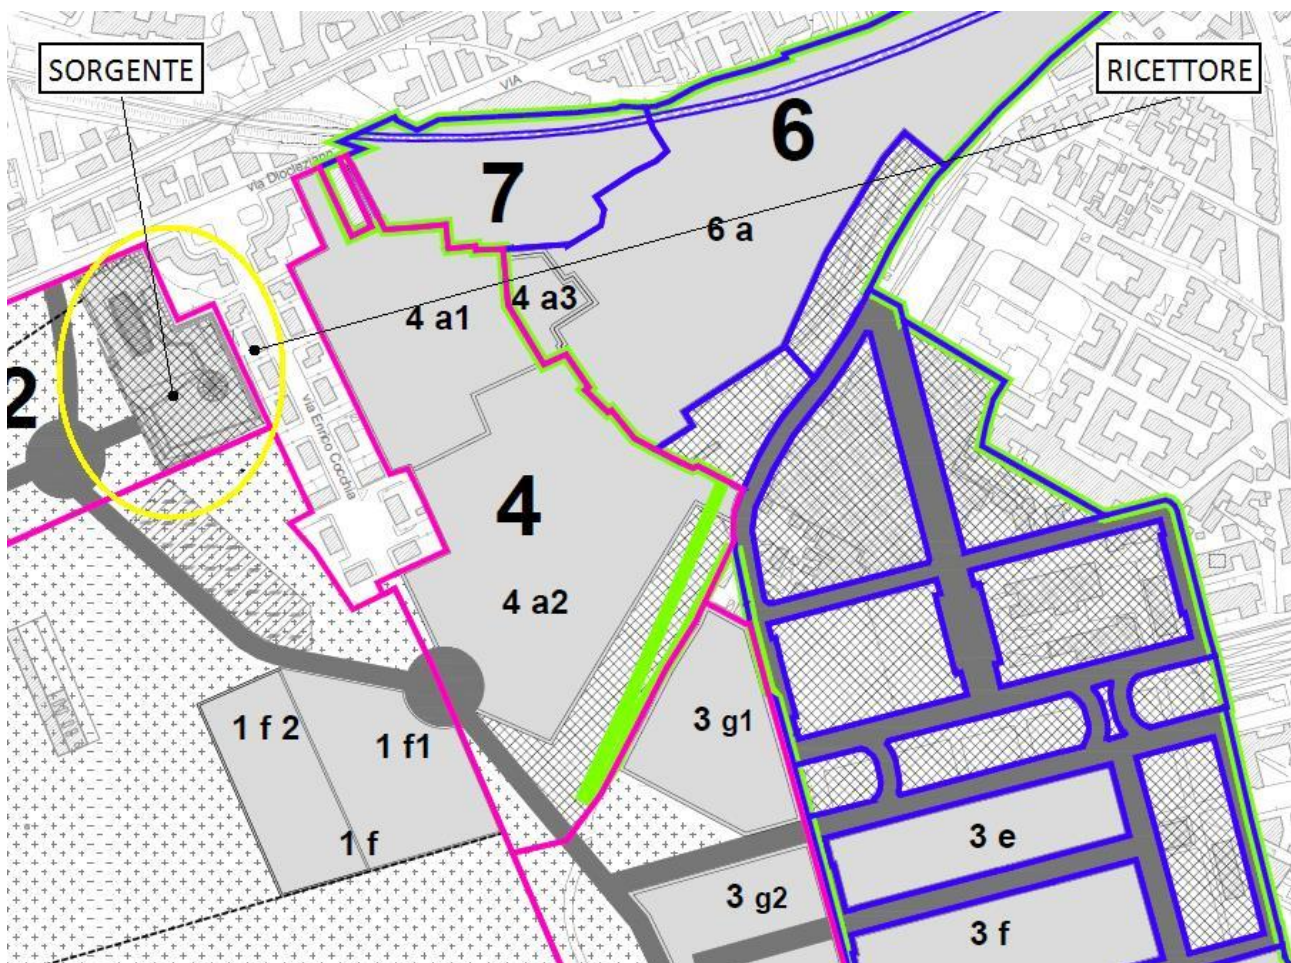 SORGENTE
RICETTORE
VIA
6
7
via Diocleziano
6 a
4 a3
4 a1
2
via Enrico Cocchia
4
4 a2
1 f 2
1 f1
3 g1
1 f
3 e
3 g2
3 f